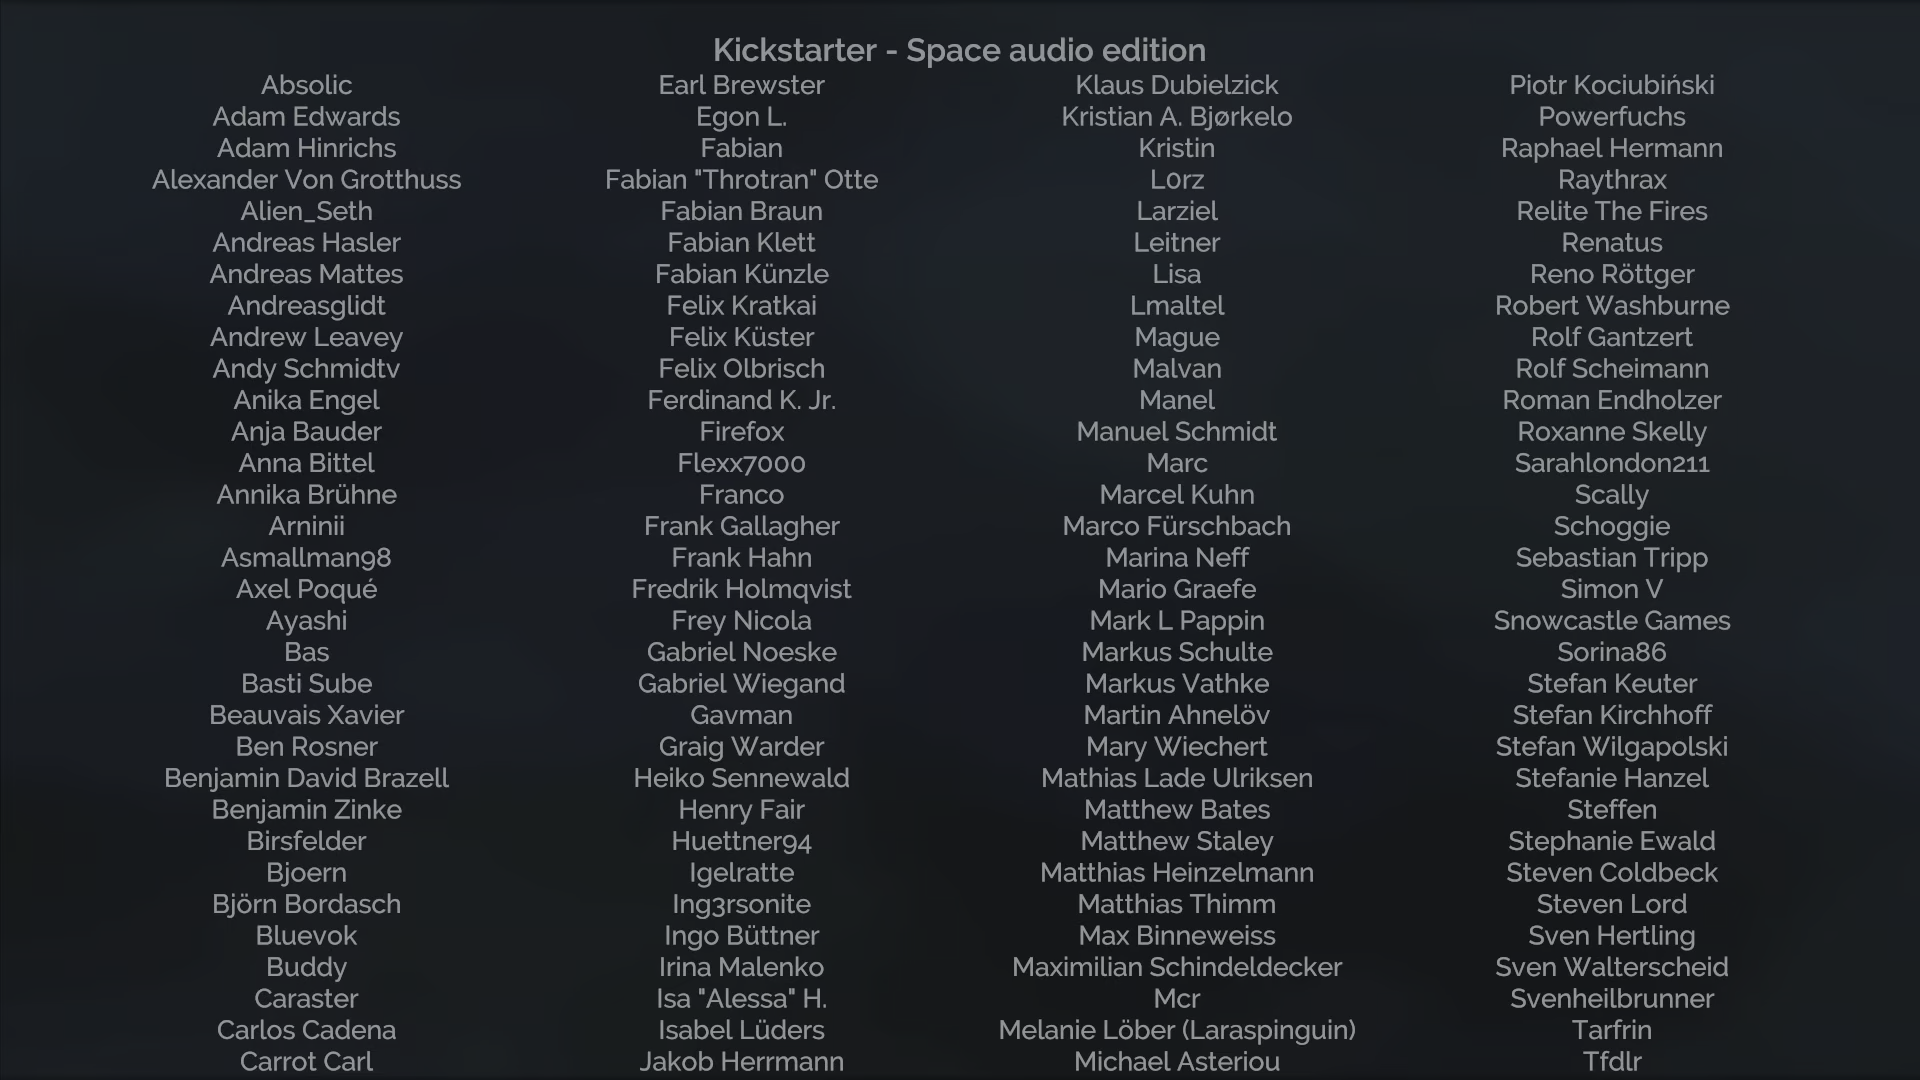 Kickstarter - Space audio edition
Absolic
Adam Edwards
Adam Hinrichs
Alexander Von Grotthuss
Alien_Seth
Andreas Hasler
Andreas Mattes
Andreasglidt
Andrew Leavey
Andy Schmidtv
Anika Engel
Anja Bauder
Anna Bittel
Annika Brühne
Arninii
Asmallman98
Axel Poqué
Ayashi
Bas
Basti Sube
Beauvais Xavier
Ben Rosner
Benjamin David Brazell
Benjamin Zinke
Birsfelder
Bjoern
Björn Bordasch
Bluevok
Buddy
Caraster
Carlos Cadena
Carrot Carl
Earl Brewster
Egon L.
Fabian
Fabian "Throtran" Otte
Fabian Braun
Fabian Klett
Fabian Künzle
Felix Kratkai
Felix Küster
Felix Olbrisch
Ferdinand K. Jr.
Firefox
Flexx7000
Franco
Frank Gallagher
Frank Hahn
Fredrik Holmqvist
Frey Nicola
Gabriel Noeske
Gabriel Wiegand
Gavman
Graig Warder
Heiko Sennewald
Henry Fair
Huettner94
Igelratte
Ing3rsonite
Ingo Büttner
Irina Malenko
Isa "Alessa" H.
Isabel Lüders
Jakob Herrmann
Klaus Dubielzick
Kristian A. Bjørkelo
Kristin
L0rz
Larziel
Leitner
Lisa
Lmaltel
Mague
Malvan
Manel
Manuel Schmidt
Marc
Marcel Kuhn
Marco Fürschbach
Marina Neff
Mario Graefe
Mark L Pappin
Markus Schulte
Markus Vathke
Martin Ahnelöv
Mary Wiechert
Mathias Lade Ulriksen
Matthew Bates
Matthew Staley
Matthias Heinzelmann
Matthias Thimm
Max Binneweiss
Maximilian Schindeldecker
Mcr
Melanie Löber (Laraspinguin)
Michael Asteriou
Piotr Kociubiński
Powerfuchs
Raphael Hermann
Raythrax
Relite The Fires
Renatus
Reno Röttger
Robert Washburne
Rolf Gantzert
Rolf Scheimann
Roman Endholzer
Roxanne Skelly
Sarahlondon211
Scally
Schoggie
Sebastian Tripp
Simon V
Snowcastle Games
Sorina86
Stefan Keuter
Stefan Kirchhoff
Stefan Wilgapolski
Stefanie Hanzel
Steffen
Stephanie Ewald
Steven Coldbeck
Steven Lord
Sven Hertling
Sven Walterscheid
Svenheilbrunner
Tarfrin
Tfdlr